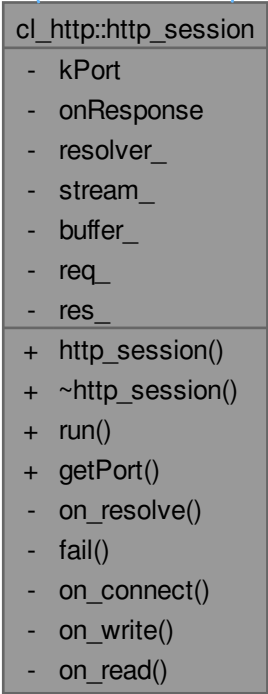 cl_http::http_session
- kPort
- onResponse
- resolver_
- stream_
- buffer_
- req_
- res_
+ http_session()
+ ~http_session()
+ run()
+ getPort()
- on_resolve()
- fail()
- on_connect()
- on_write()
- on_read()